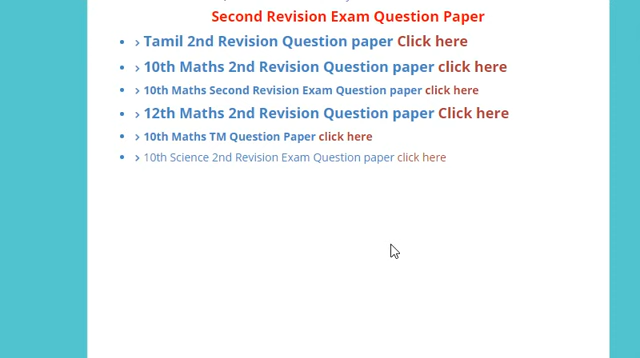 Second Revision Exam Question Paper
› Tamil 2nd Revision Question paper Click here
› 10th Maths 2nd Revision Question paper click here
› 10th Maths Second Revision Exam Question paper click here
› 12th Maths 2nd Revision Question paper Click here
› 10th Maths TM Question Paper click here
› 10th Science 2nd Revision Exam Question paper click here